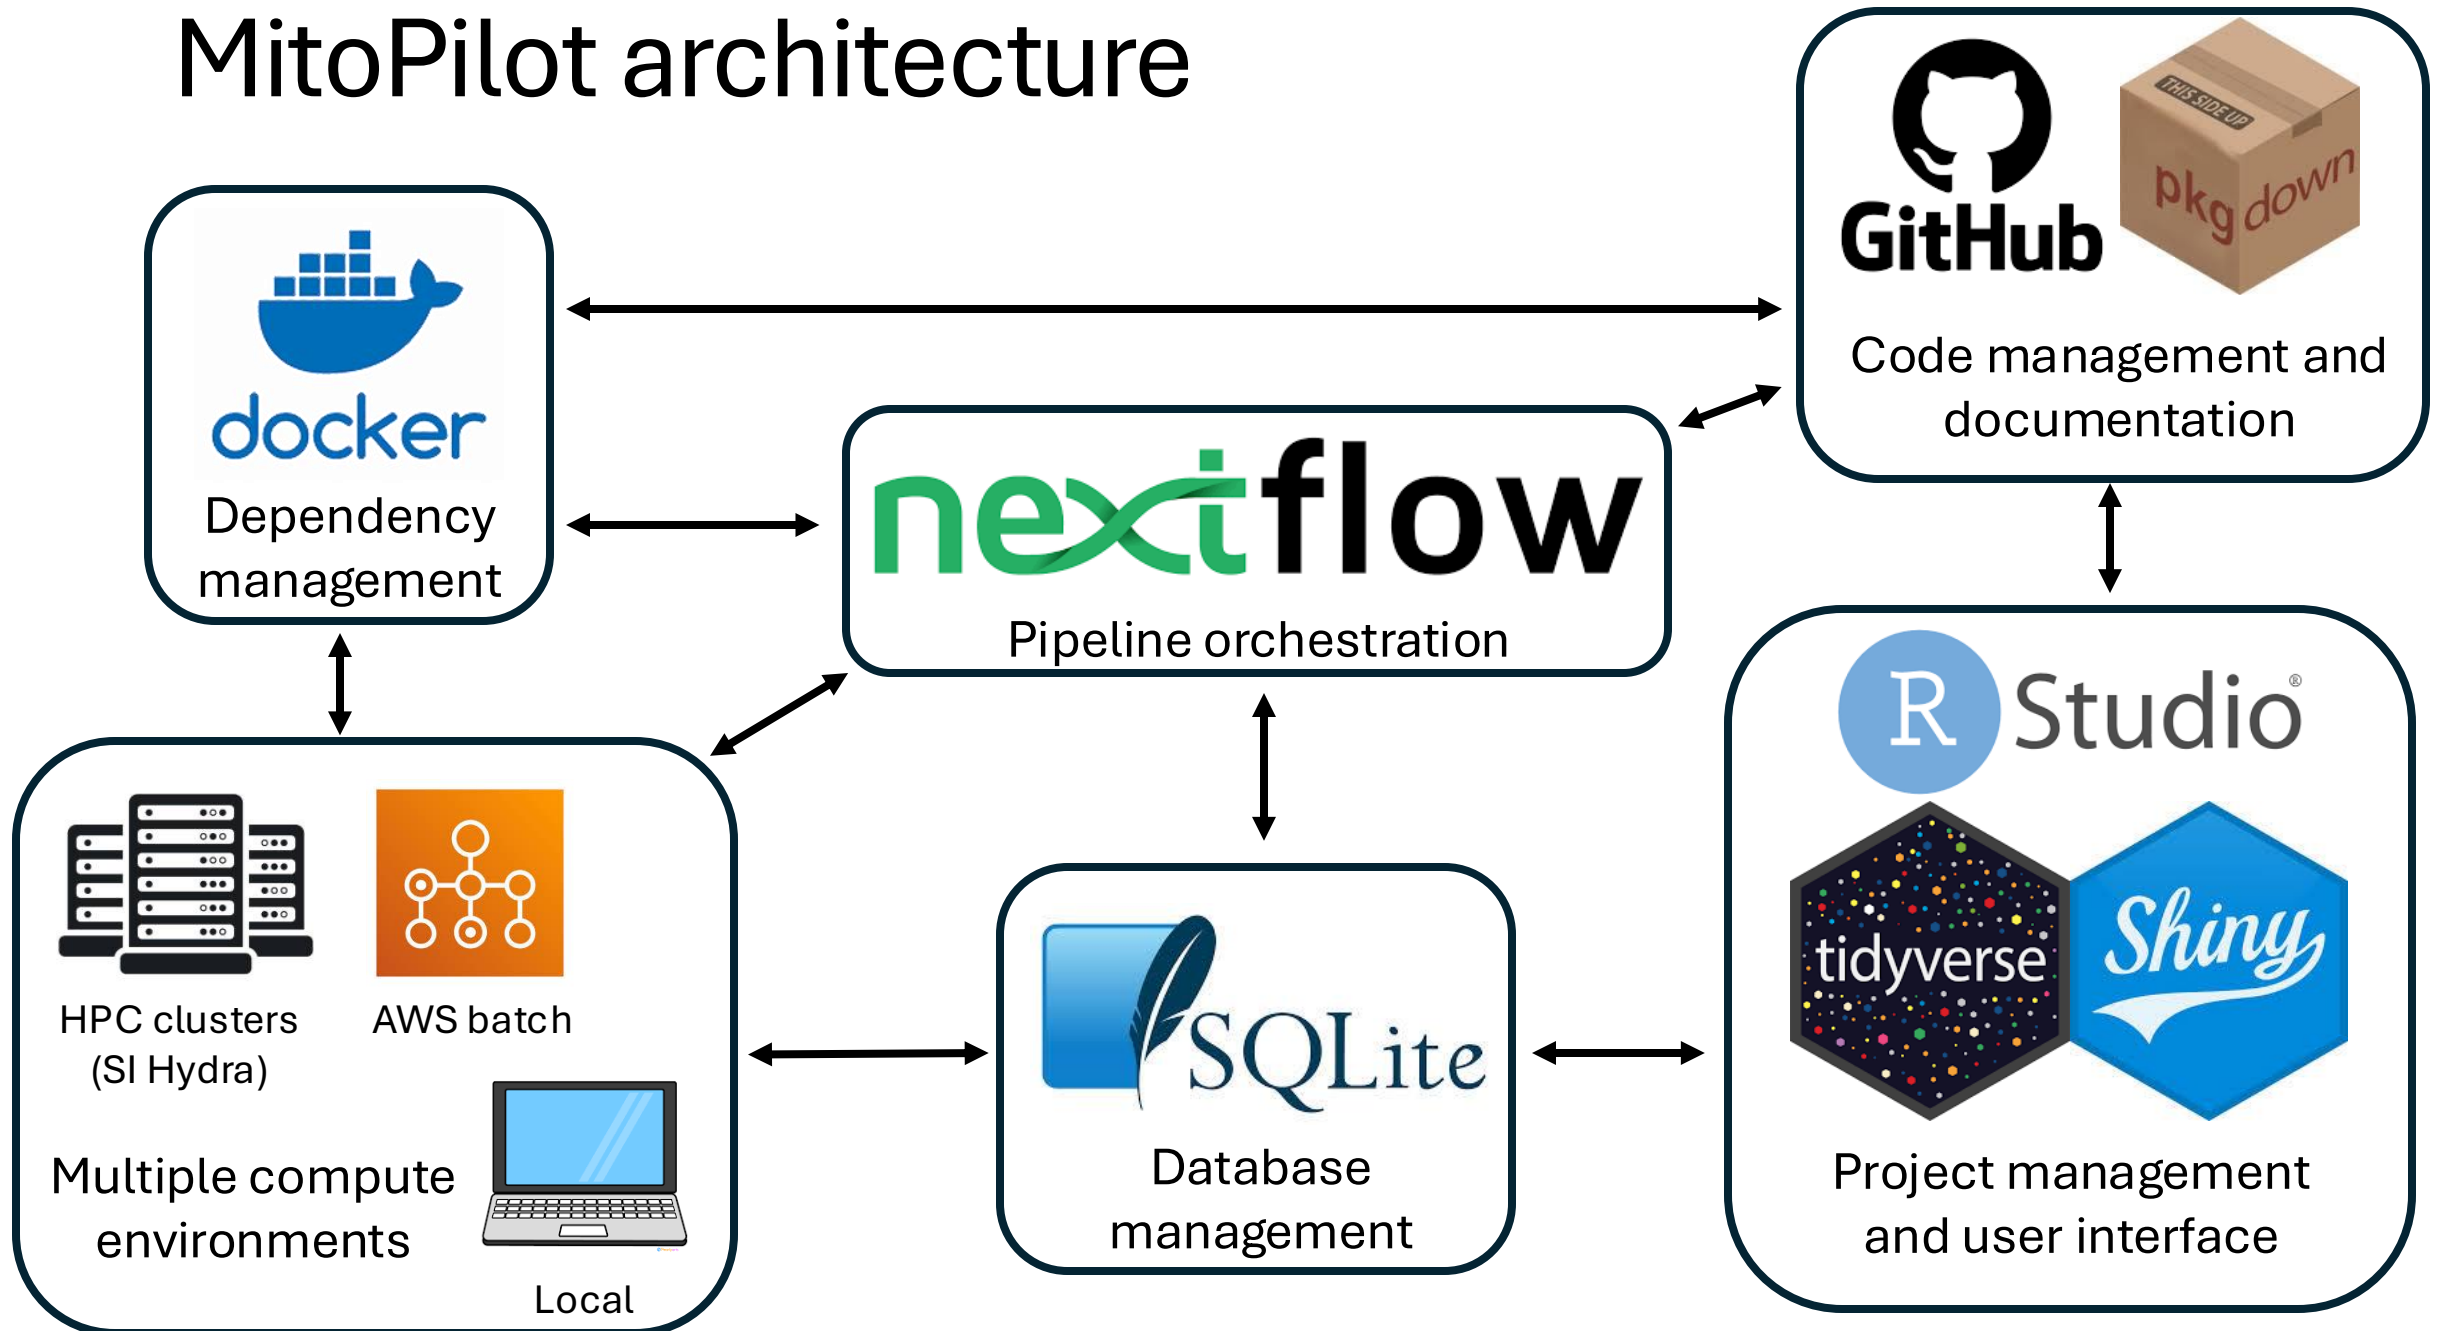 MitoPilot architecture
GitHub
THIS SIDE UP
pkgdown
Code management and
documentation
docker
Dependency
management
nextflow
Pipeline orchestration
R Studio®
tidyverse
Shiny
Project management
and user interface
HPC clusters
(SI Hydra)
AWS batch
Multiple compute
environments
Local
SQLite
Database
management